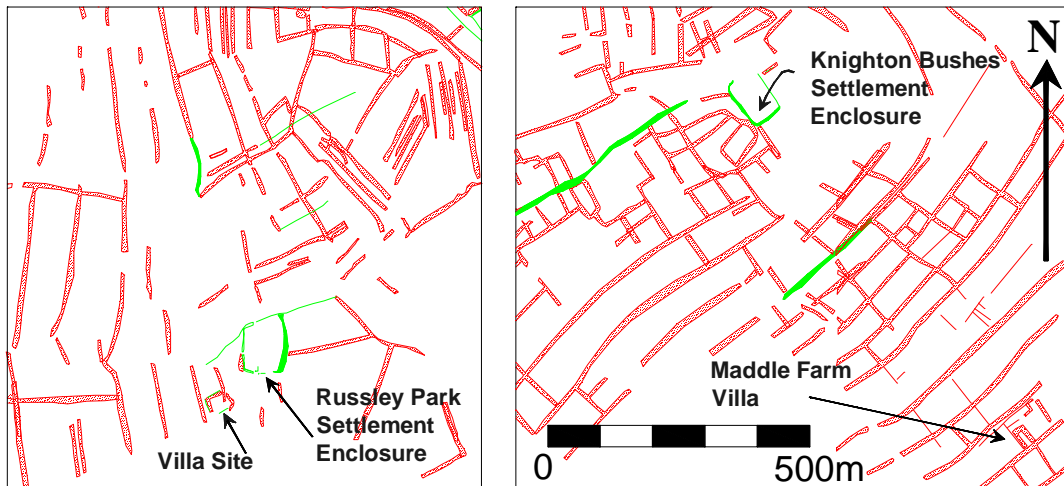 Russley Park
Settlement
Enclosure
Villa Site
N
Knighton Bushes
Settlement
Enclosure
Maddle Farm
Villa
0 500m